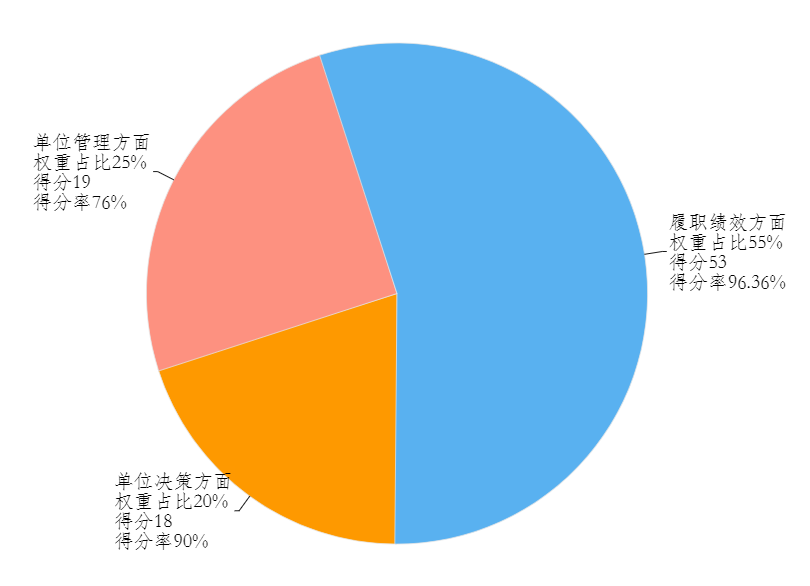 单位管理方面
权重占比25%
得分19
得分率76%
履职绩效方面
权重占比55%
得分53
得分率96.36%
单位决策方面
权重占比20%
得分18
得分率90%